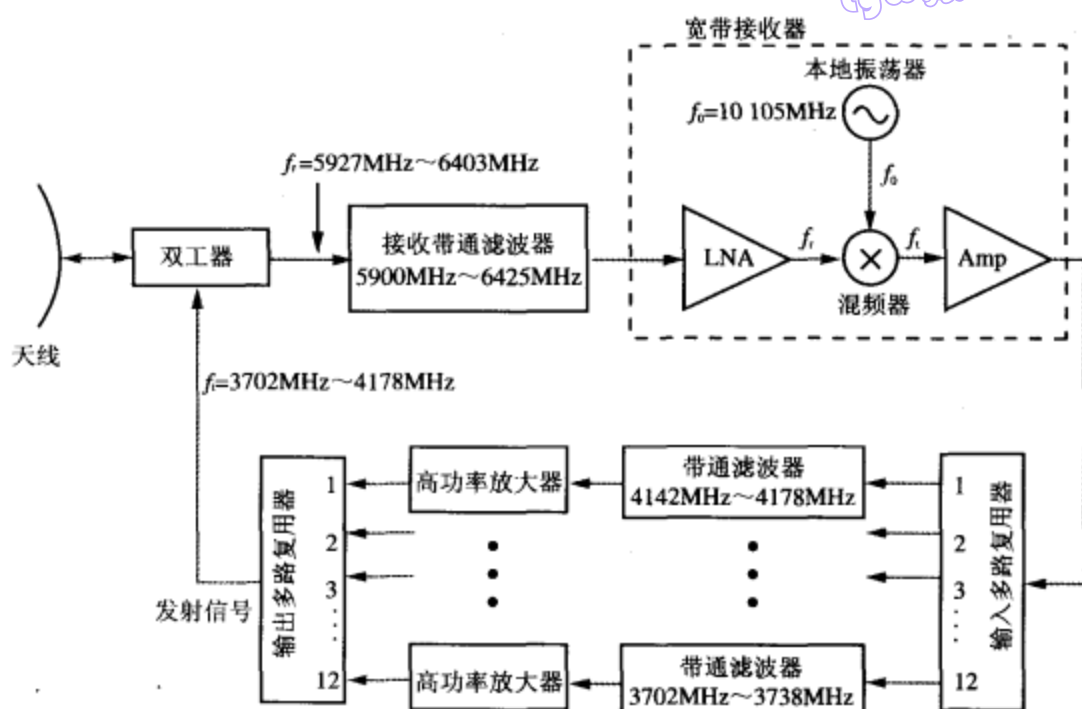 宽带接收器
本地振荡器
f₀=10 105MHz
f₀
fᵣ=5927MHz～6403MHz
双工器
接收带通滤波器
5900MHz～6425MHz
LNA
fᵣ
fₜ
Amp
混频器
天线
fₜ=3702MHz～4178MHz
发射信号
输出多路复用器
1
2
3
12
高功率放大器
高功率放大器
带通滤波器
4142MHz～4178MHz
带通滤波器
3702MHz～3738MHz
1
2
3
12
输入多路复用器